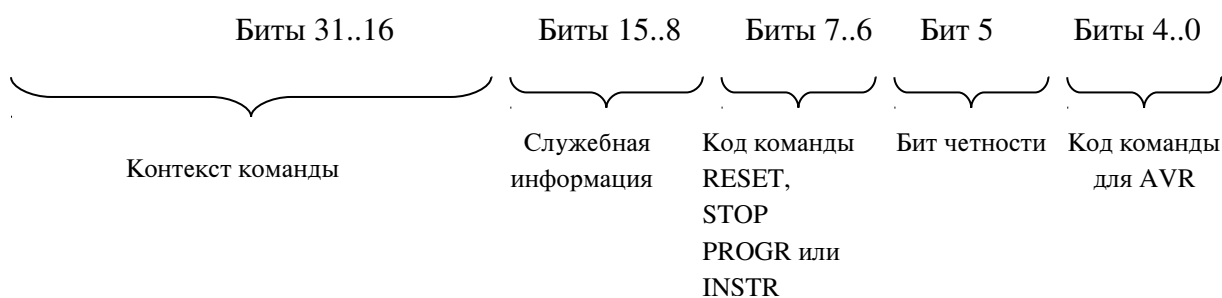 Биты 31..16 Биты 15..8 Биты 7..6 Бит 5 Биты 4..0
Контекст команды
Служебная
информация
Код команды
RESET,
STOP
PROGR или
INSTR
Бит четности
Код команды
для AVR